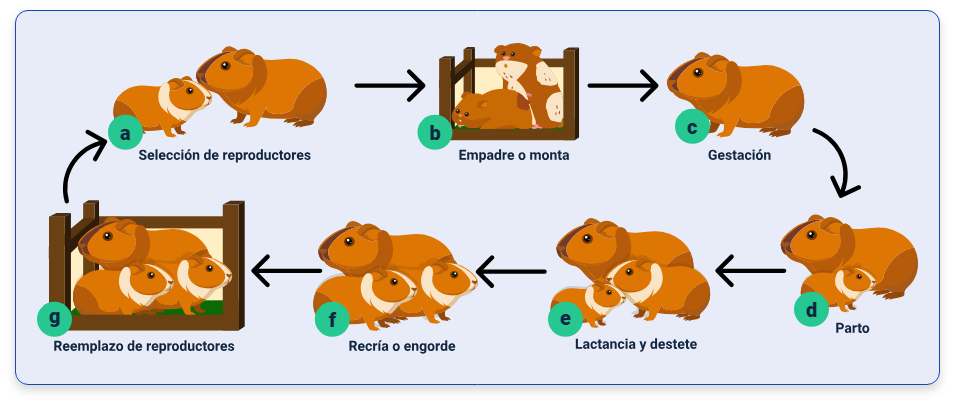 a
Selección de reproductores
b
Empadre o monta
c
Gestación
d
Parto
e
Lactancia y destete
f
Recría o engorde
g
Reemplazo de reproductores